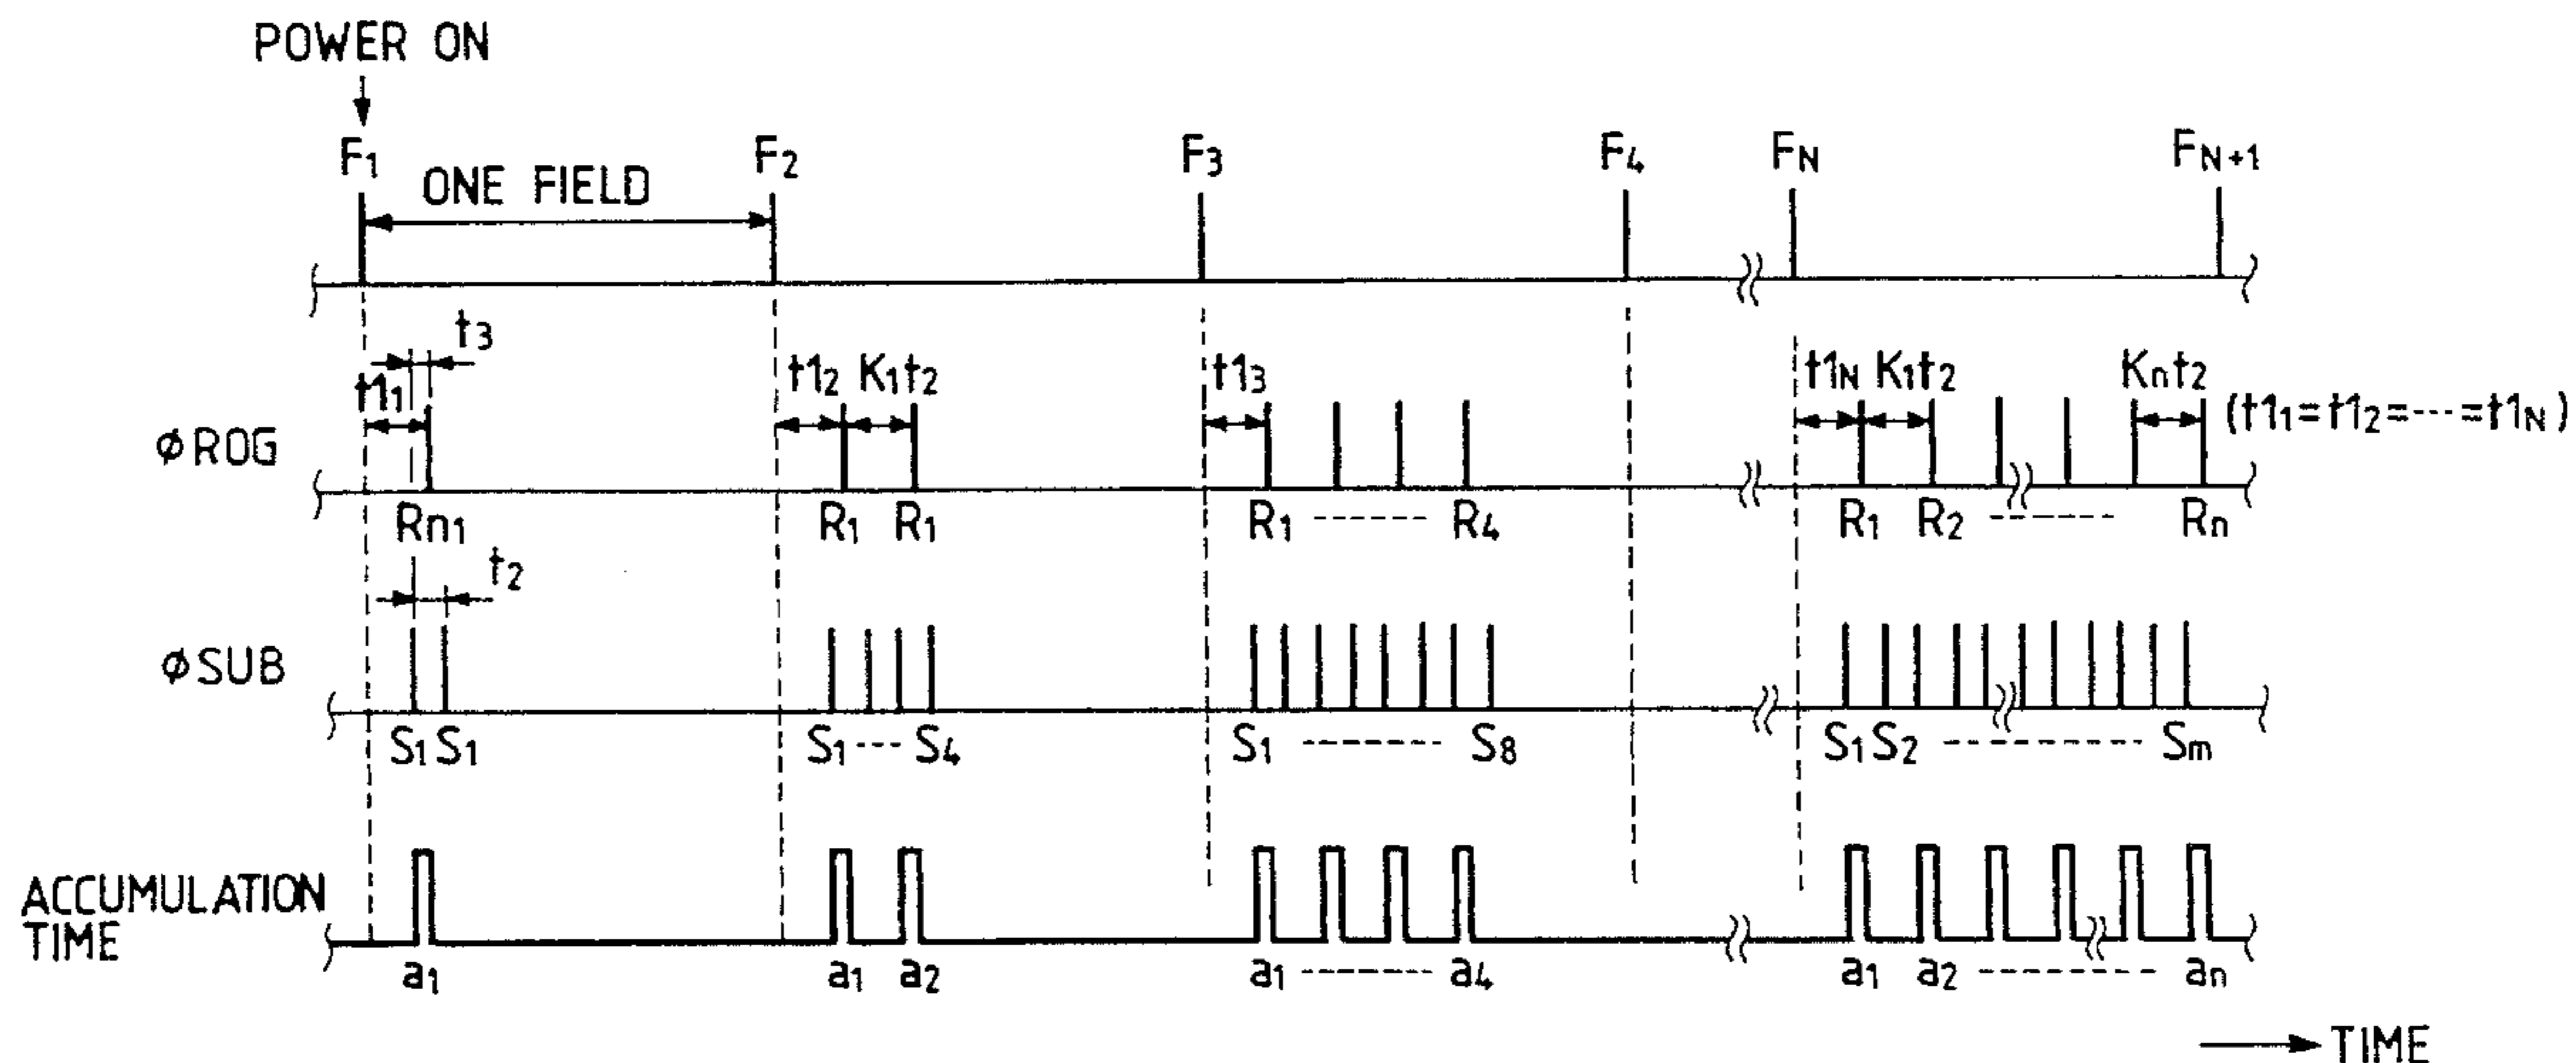 POWER ON
F1 F2 F3 F4 FN FN+1
ONE FIELD
t3
t11 t12 K1t2 t13 t1N K1t2 Knt2 (t11=t12=---=t1N)
øROG
Rn1 R1 R1 R1 ------ R4 R1 R2 ------ Rn
t2
øSUB
S1 S1 S1 --- S4 S1 ------- S8 S1 S2 --------- Sm
ACCUMULATION
TIME
a1 a1 a2 a1 ------- a4 a1 a2 --------- an
TIME